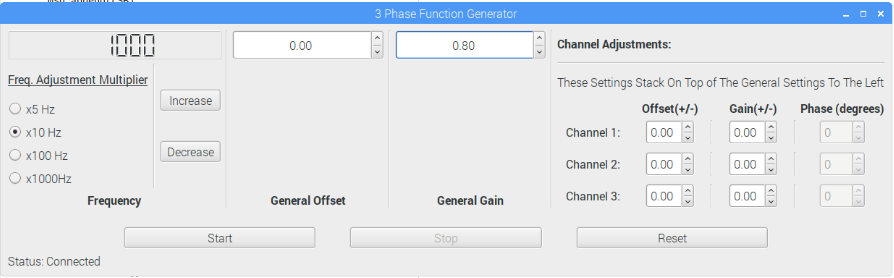 3 Phase Function Generator
1000
0.00
0.80
Channel Adjustments:
Freq. Adjustment Multiplier
These Settings Stack On Top of The General Settings To The Left
x5 Hz
Increase
Offset(+/-) Gain(+/-) Phase (degrees)
x10 Hz
Channel 1: 0.00 0.00 0
x100 Hz
Decrease
Channel 2: 0.00 0.00 0
x1000Hz
Frequency
General Offset
General Gain
Channel 3: 0.00 0.00 0
Start
Stop
Reset
Status: Connected